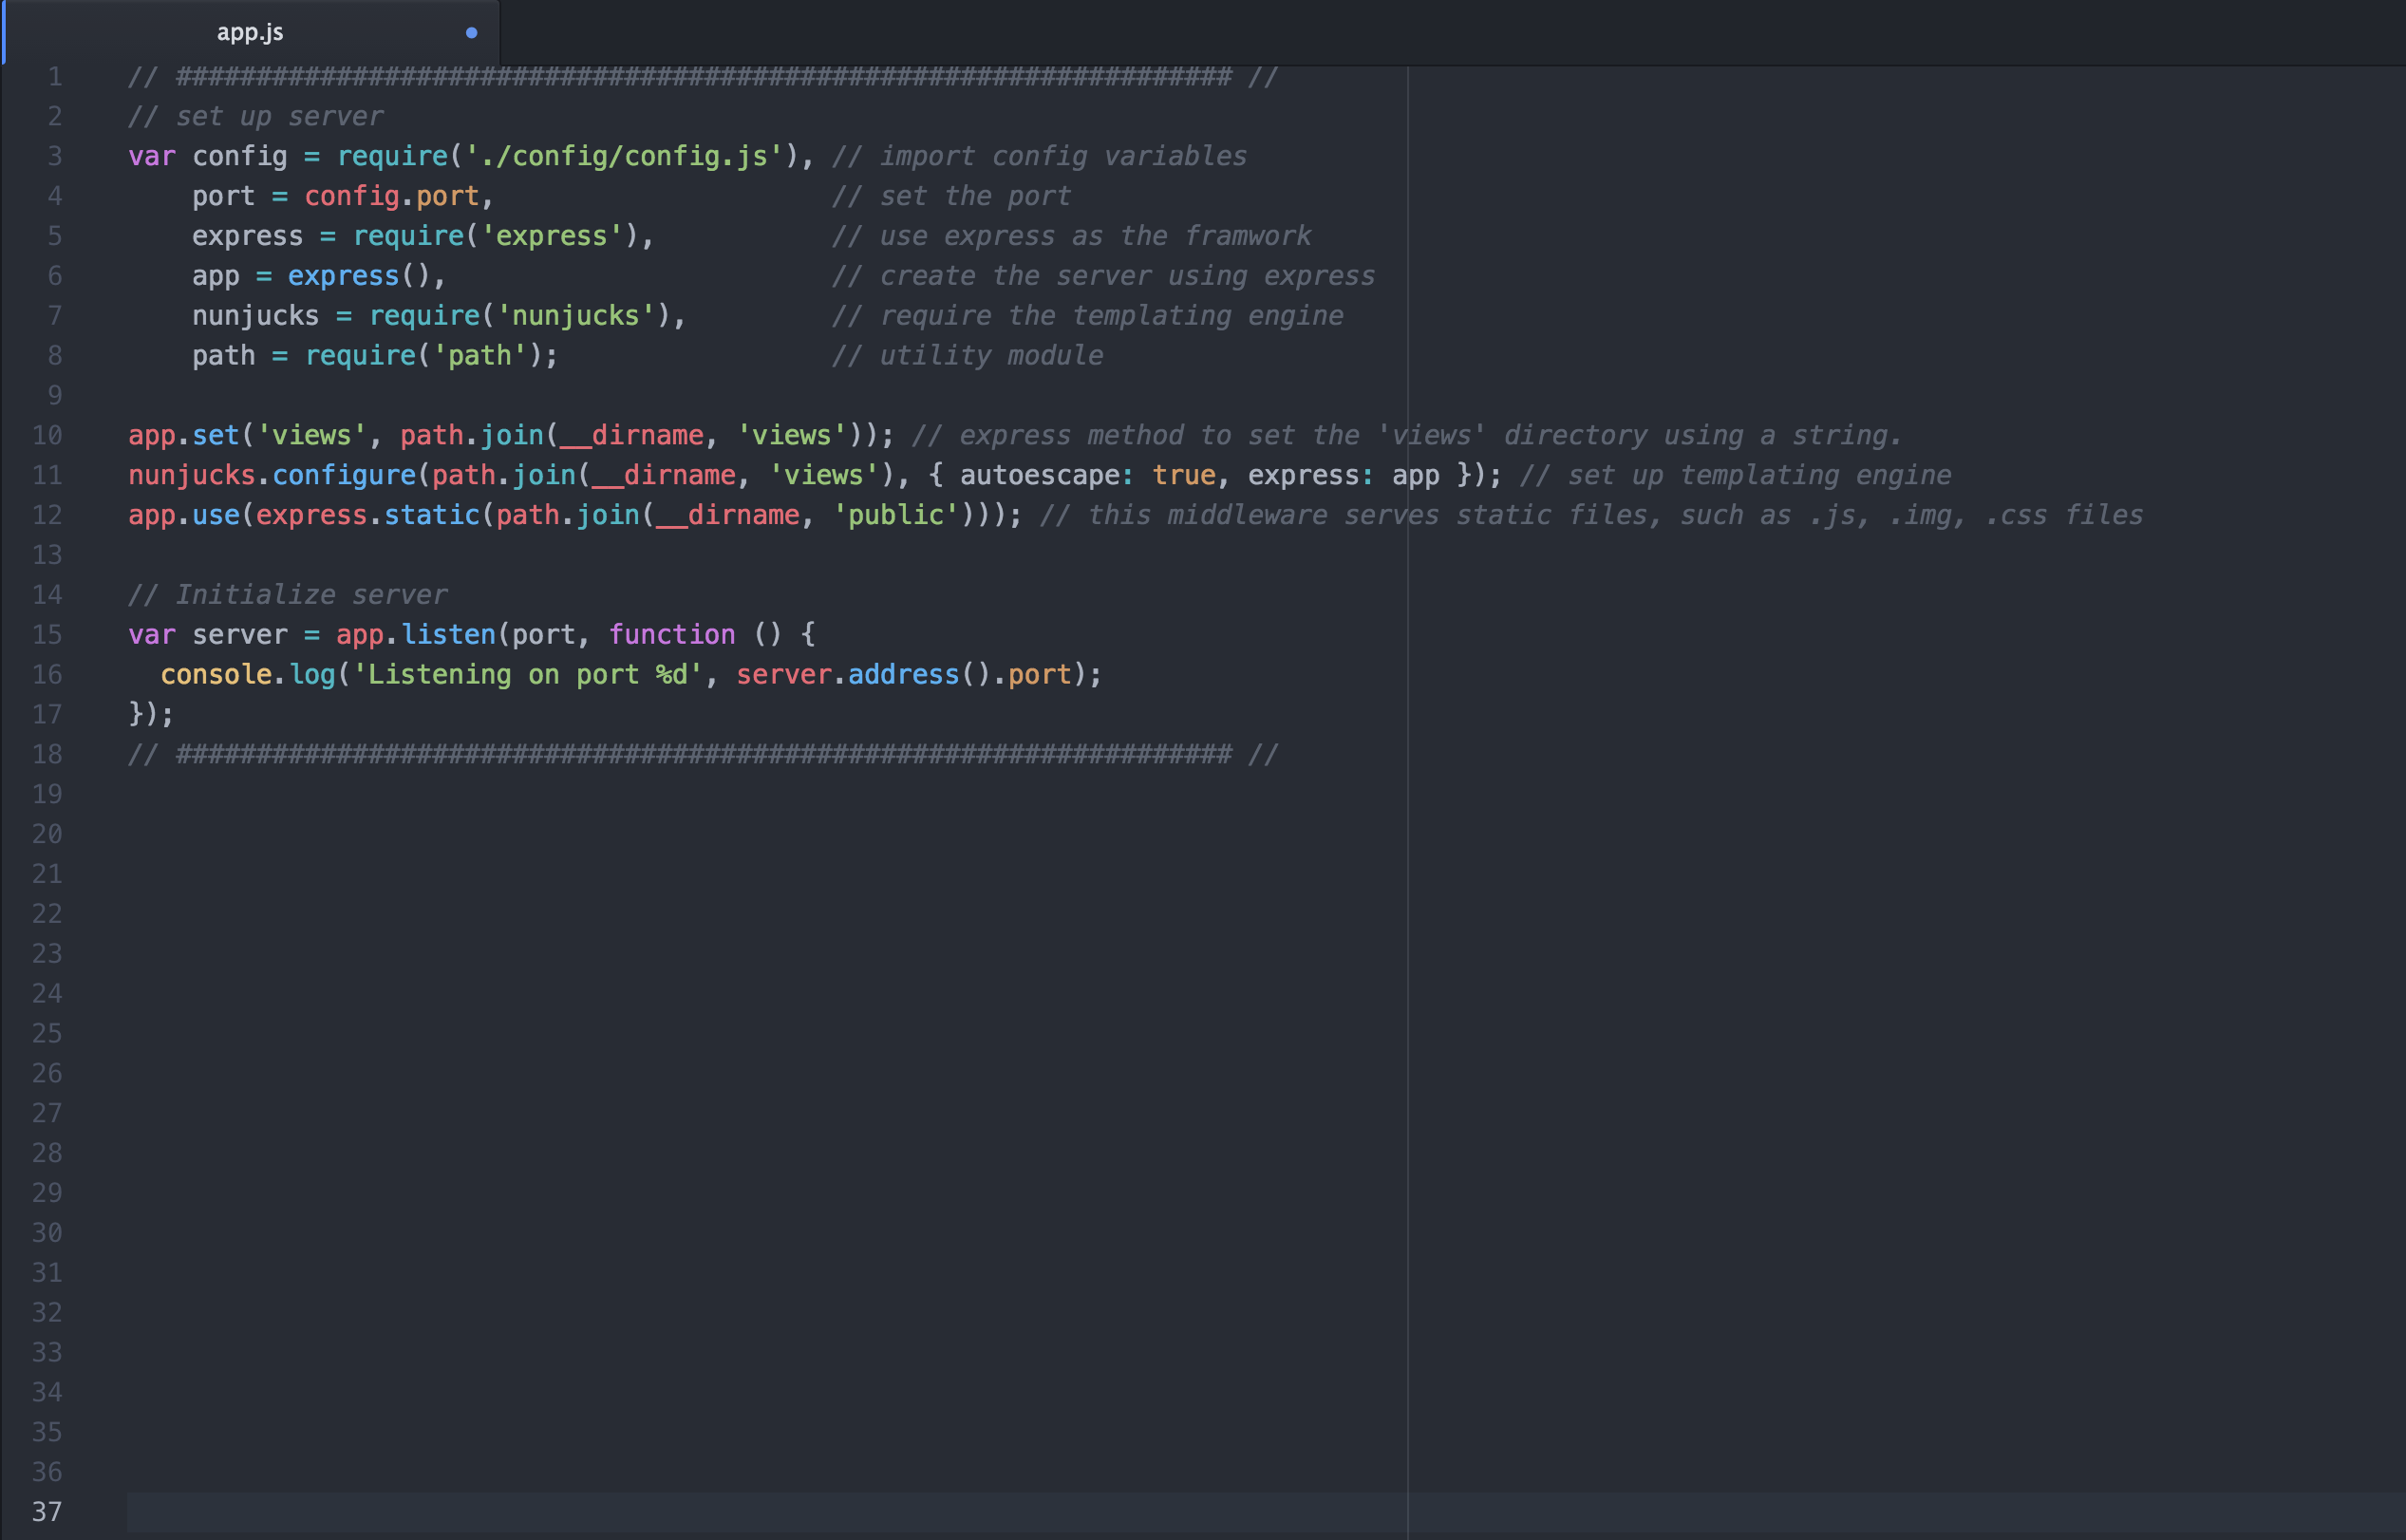 app.js
1 // ################################################################## //
2 // set up server
3 var config = require('./config/config.js'), // import config variables
4     port = config.port,                     // set the port
5     express = require('express'),           // use express as the framwork
6     app = express(),                        // create the server using express
7     nunjucks = require('nunjucks'),         // require the templating engine
8     path = require('path');                 // utility module
9
10 app.set('views', path.join(__dirname, 'views')); // express method to set the 'views' directory using a string.
11 nunjucks.configure(path.join(__dirname, 'views'), { autoescape: true, express: app }); // set up templating engine
12 app.use(express.static(path.join(__dirname, 'public'))); // this middleware serves static files, such as .js, .img, .css files
13
14 // Initialize server
15 var server = app.listen(port, function () {
16   console.log('Listening on port %d', server.address().port);
17 });
18 // ################################################################## //
19
20
21
22
23
24
25
26
27
28
29
30
31
32
33
34
35
36
37